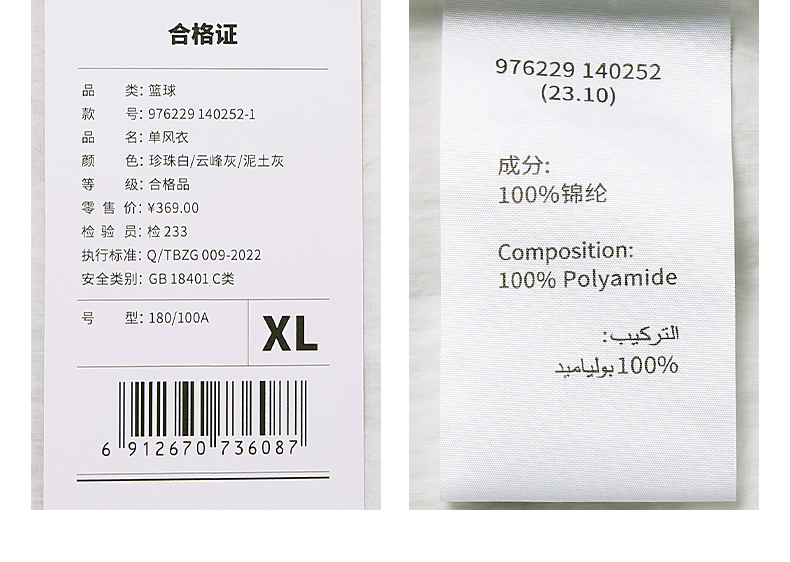 合格证
品 类: 篮球
款 号: 976229 140252-1
品 名: 单风衣
颜 色: 珍珠白/云峰灰/泥土灰
等 级: 合格品
零 售 价: ¥369.00
检 验 员: 检 233
执行标准: Q/TBZG 009-2022
安全类别: GB 18401 C类
号 型: 180/100A
XL
6 912670 736087
976229 140252
(23.10)
成分:
100%锦纶
Composition:
100% Polyamide
التركيب:
100% بولياميد